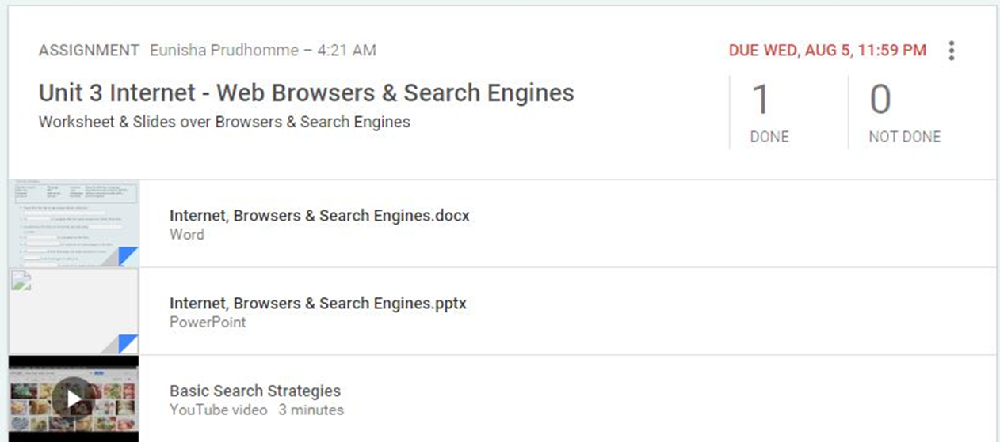 ASSIGNMENT Eunisha Prudhomme – 4:21 AM
DUE WED, AUG 5, 11:59 PM
Unit 3 Internet - Web Browsers & Search Engines
Worksheet & Slides over Browsers & Search Engines
1
DONE
0
NOT DONE
Internet, Browsers & Search Engines.docx
Word
Internet, Browsers & Search Engines.pptx
PowerPoint
Basic Search Strategies
YouTube video 3 minutes